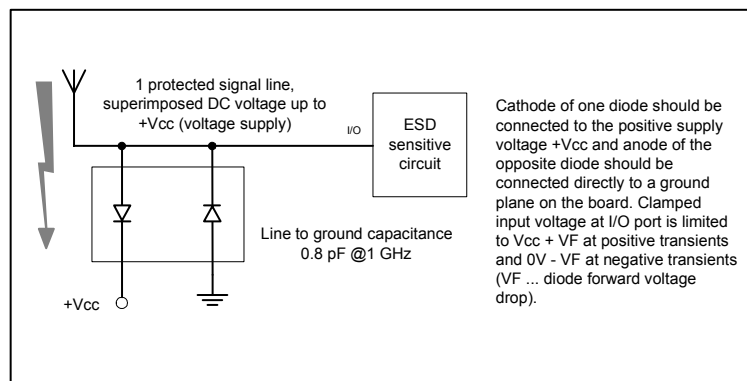 1 protected signal line,
superimposed DC voltage up to
+Vcc (voltage supply)
I/O
ESD
sensitive
circuit
Line to ground capacitance
0.8 pF @1 GHz
+Vcc
Cathode of one diode should be
connected to the positive supply
voltage +Vcc and anode of the
opposite diode should be
connected directly to a ground
plane on the board. Clamped
input voltage at I/O port is limited
to Vcc + VF at positive transients
and 0V - VF at negative transients
(VF ... diode forward voltage
drop).